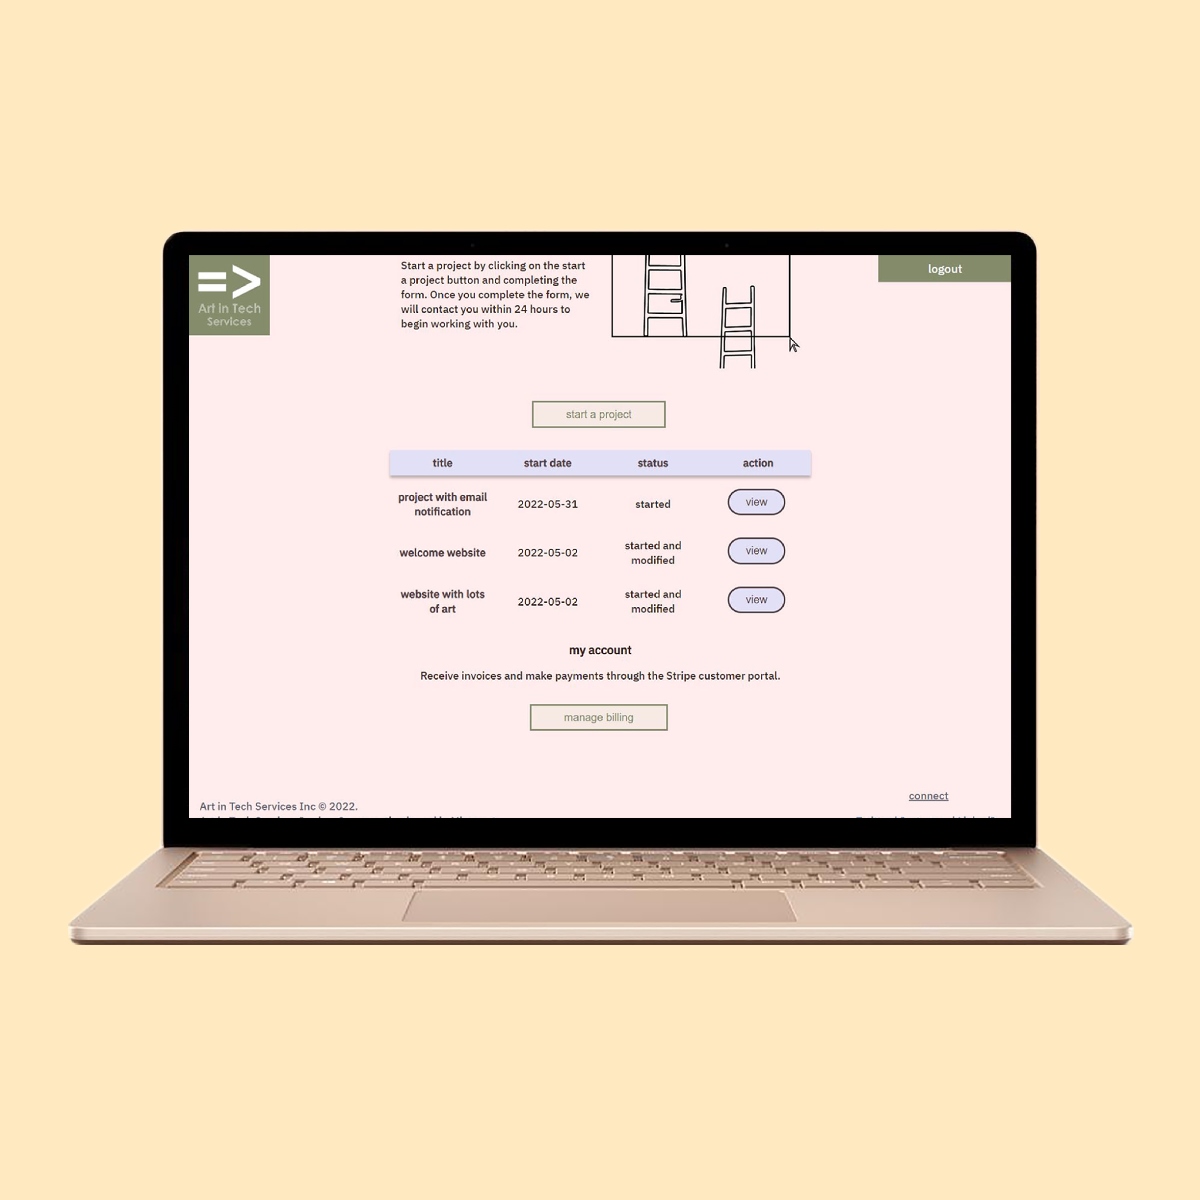 =>
Art in Tech
Services
logout
Start a project by clicking on the start
a project button and completing the
form. Once you complete the form, we
will contact you within 24 hours to
begin working with you.
start a project
title start date status action
project with email
notification
2022-05-31
started
view
welcome website
2022-05-02
started and
modified
view
website with lots
of art
2022-05-02
started and
modified
view
my account
Receive invoices and make payments through the Stripe customer portal.
manage billing
connect
Art in Tech Services Inc © 2022.